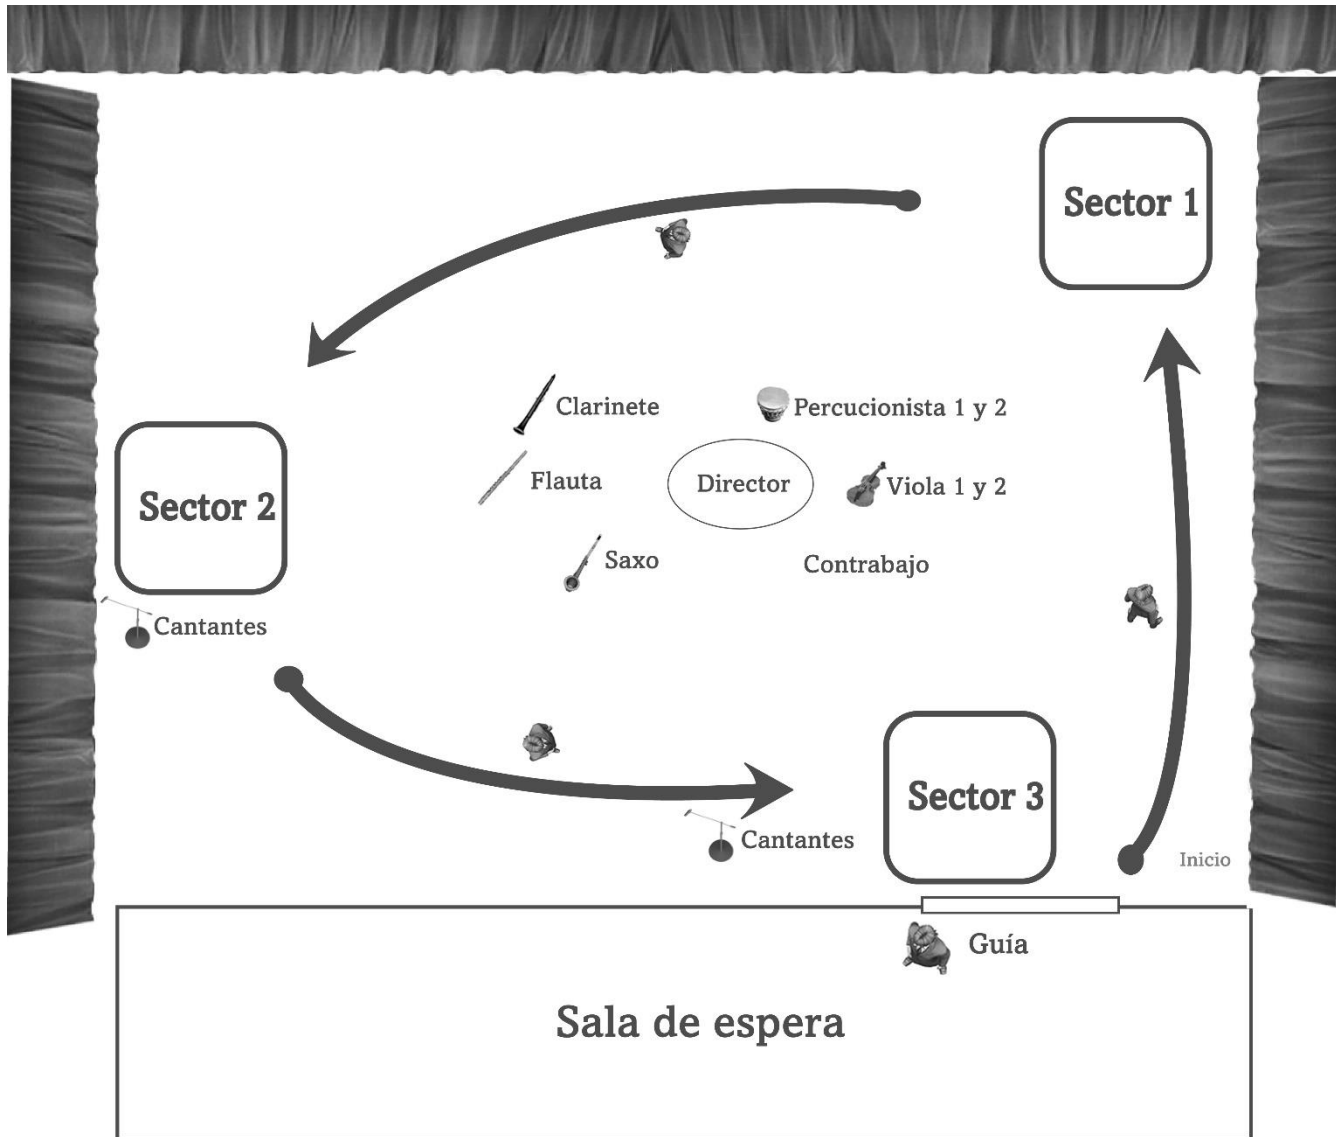 Sector 1
Clarinete
Percucionista 1 y 2
Flauta
Director
Viola 1 y 2
Sector 2
Saxo
Contrabajo
Cantantes
Sector 3
Cantantes
Inicio
Guía
Sala de espera